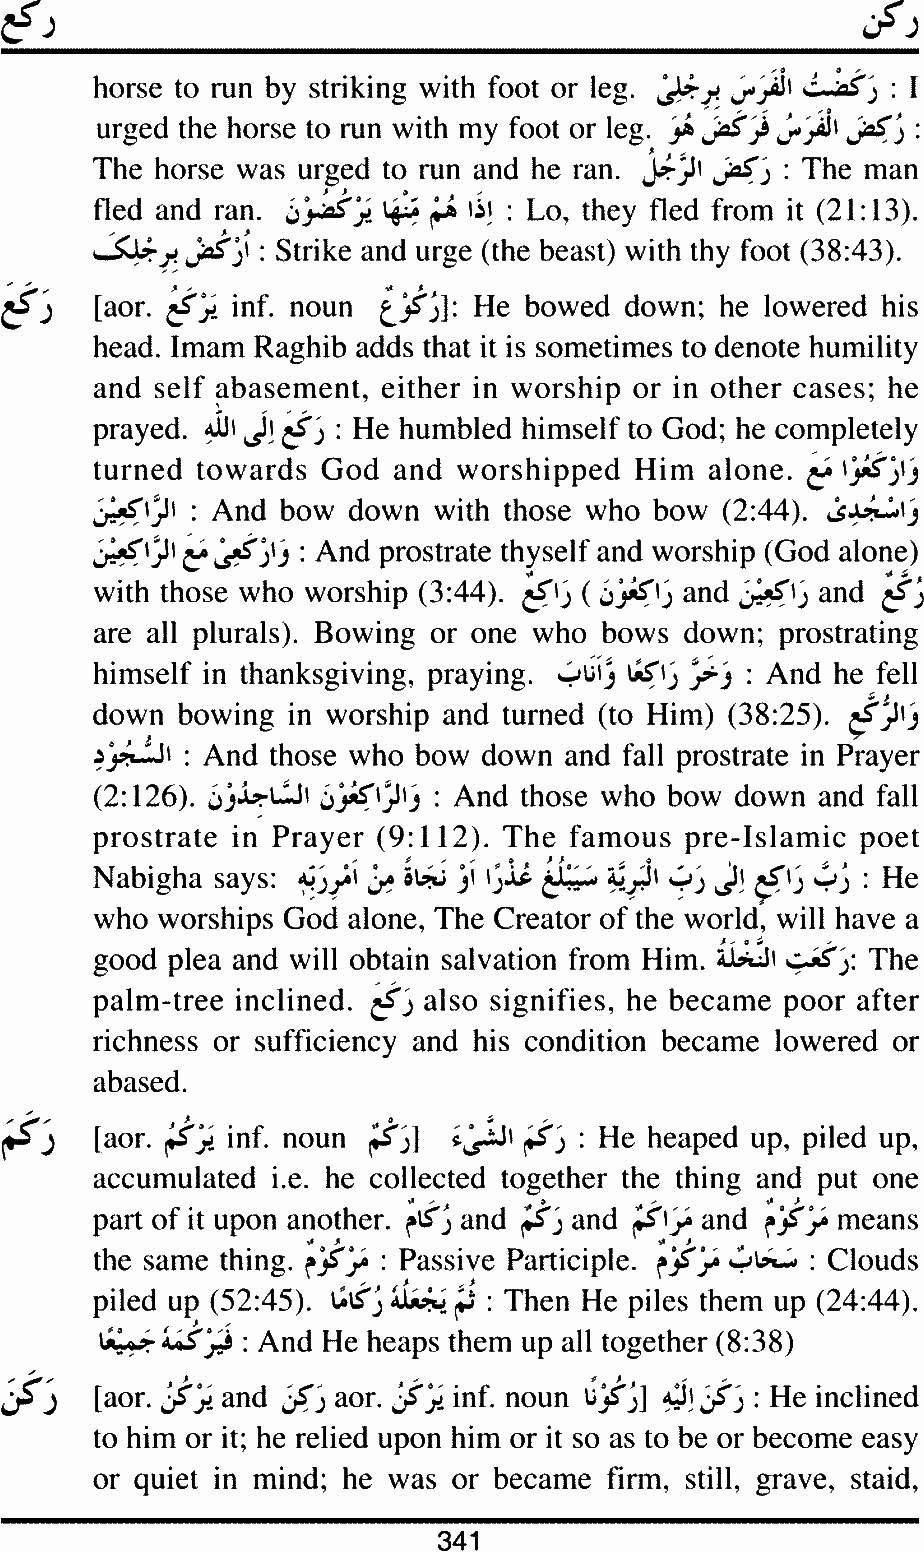 ركع ركن
horse to run by striking with foot or leg. رَكَضْتُ الْفَرَسَ بِرِجْلِیْ : I
urged the horse to run with my foot or leg. رُكِضَ الْفَرَسُ فَرَكَضَ هُوَ :
The horse was urged to run and he ran. رَكَضَ الرَّجُلُ : The man
fled and ran. اِذَا هُمْ مِّنْهَا يَرْكُضُوْنَ : Lo, they fled from it (21:13).
اُرْكُضْ بِرِجْلِکَ : Strike and urge (the beast) with thy foot (38:43).
رَكَعَ [aor. يَرْكَعُ inf. noun رُكُوْعٌ]: He bowed down; he lowered his
head. Imam Raghib adds that it is sometimes to denote humility
and self abasement, either in worship or in other cases; he
prayed. رَكَعَ اِلَى اللّٰهِ : He humbled himself to God; he completely
turned towards God and worshipped Him alone. وَارْكَعُوْا مَعَ
الرَّاكِعِيْنَ : And bow down with those who bow (2:44). وَاسْجُدِیْ
وَارْكَعِیْ مَعَ الرَّاكِعِيْنَ : And prostrate thyself and worship (God alone)
with those who worship (3:44). رَاكِعٌ ( رَاكِعُوْنَ and رَاكِعِيْنَ and رُكَّعٌ
are all plurals). Bowing or one who bows down; prostrating
himself in thanksgiving, praying. وَخَرَّ رَاكِعًا وَّاَنَابَ : And he fell
down bowing in worship and turned (to Him) (38:25). وَالرُّكَّعِ
السُّجُوْدِ : And those who bow down and fall prostrate in Prayer
(2:126). وَالرَّاكِعُوْنَ السَّاجِدُوْنَ : And those who bow down and fall
prostrate in Prayer (9:112). The famous pre-Islamic poet
Nabigha says: سَيَبْلُغُ عُذْرًا اَوْ نَجَاةً مِنِ امْرِئٍ اِلٰى رَبِّهٖ رَبِّ الْبَرِيَّةِ رَاكِعٍ : He
who worships God alone, The Creator of the world, will have a
good plea and will obtain salvation from Him. رَكَعَتِ النَّخْلَةُ: The
palm-tree inclined. رَكَعَ also signifies, he became poor after
richness or sufficiency and his condition became lowered or
abased.
رَكَمَ [aor. يَرْكُمُ inf. noun رَكْمٌ] رَكَمَ الشَّیْءَ : He heaped up, piled up,
accumulated i.e. he collected together the thing and put one
part of it upon another. رُكَامٌ and رَكَمٌ and مُرْتَكَمٌ and مَرْكُوْمٌ means
the same thing. مَرْكُوْمٌ : Passive Participle. سَحَابٌ مَرْكُوْمٌ : Clouds
piled up (52:45). ثُمَّ يَجْعَلُهٗ رُكَامًا : Then He piles them up (24:44).
فَيَرْكُمَهٗ جَمِيْعًا : And He heaps them up all together (8:38)
رَكَنَ [aor. يَرْكُنُ and رَكِنَ aor. يَرْكَنُ inf. noun رُكُوْنًا] رَكَنَ اِلَيْهِ : He inclined
to him or it; he relied upon him or it so as to be or become easy
or quiet in mind; he was or became firm, still, grave, staid,
341